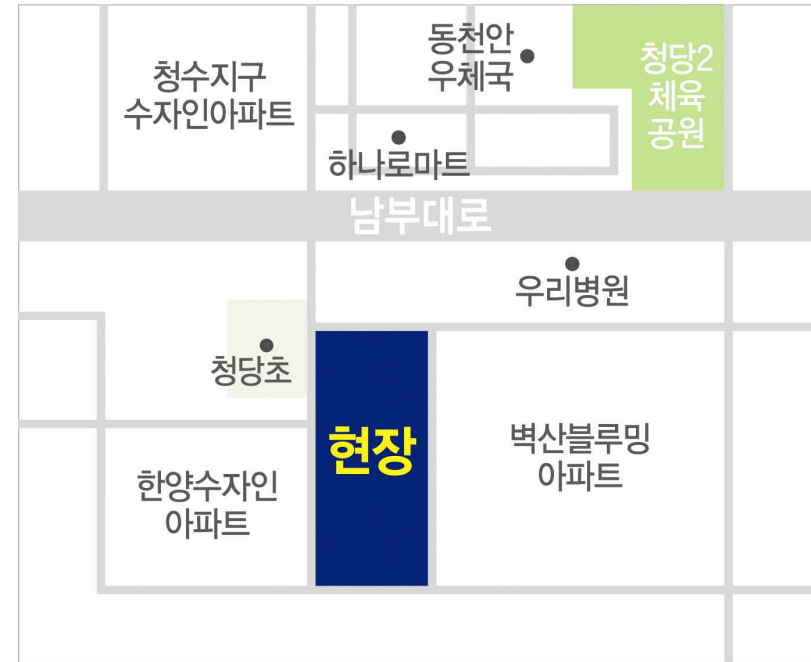 동천안
우체국
청수지구
수자인아파트
청당2
체육
공원
하나로마트
남부대로
우리병원
청당초
현장
벽산블루밍
아파트
한양수자인
아파트